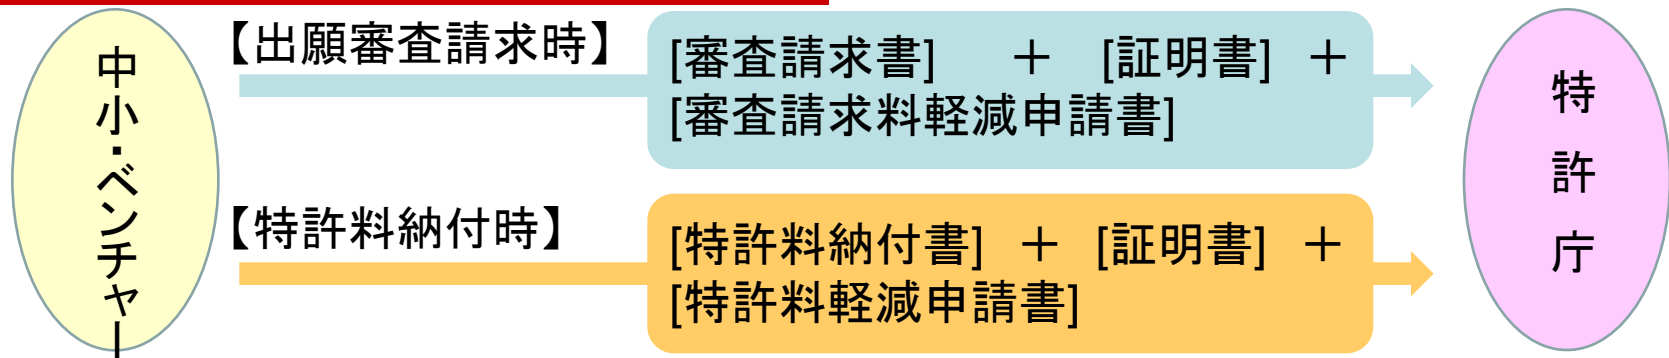 中小・ベンチャー
【出願審査請求時】
[審査請求書] ＋ [証明書] ＋
[審査請求料軽減申請書]
【特許料納付時】
[特許料納付書] ＋ [証明書] ＋
[特許料軽減申請書]
特許庁